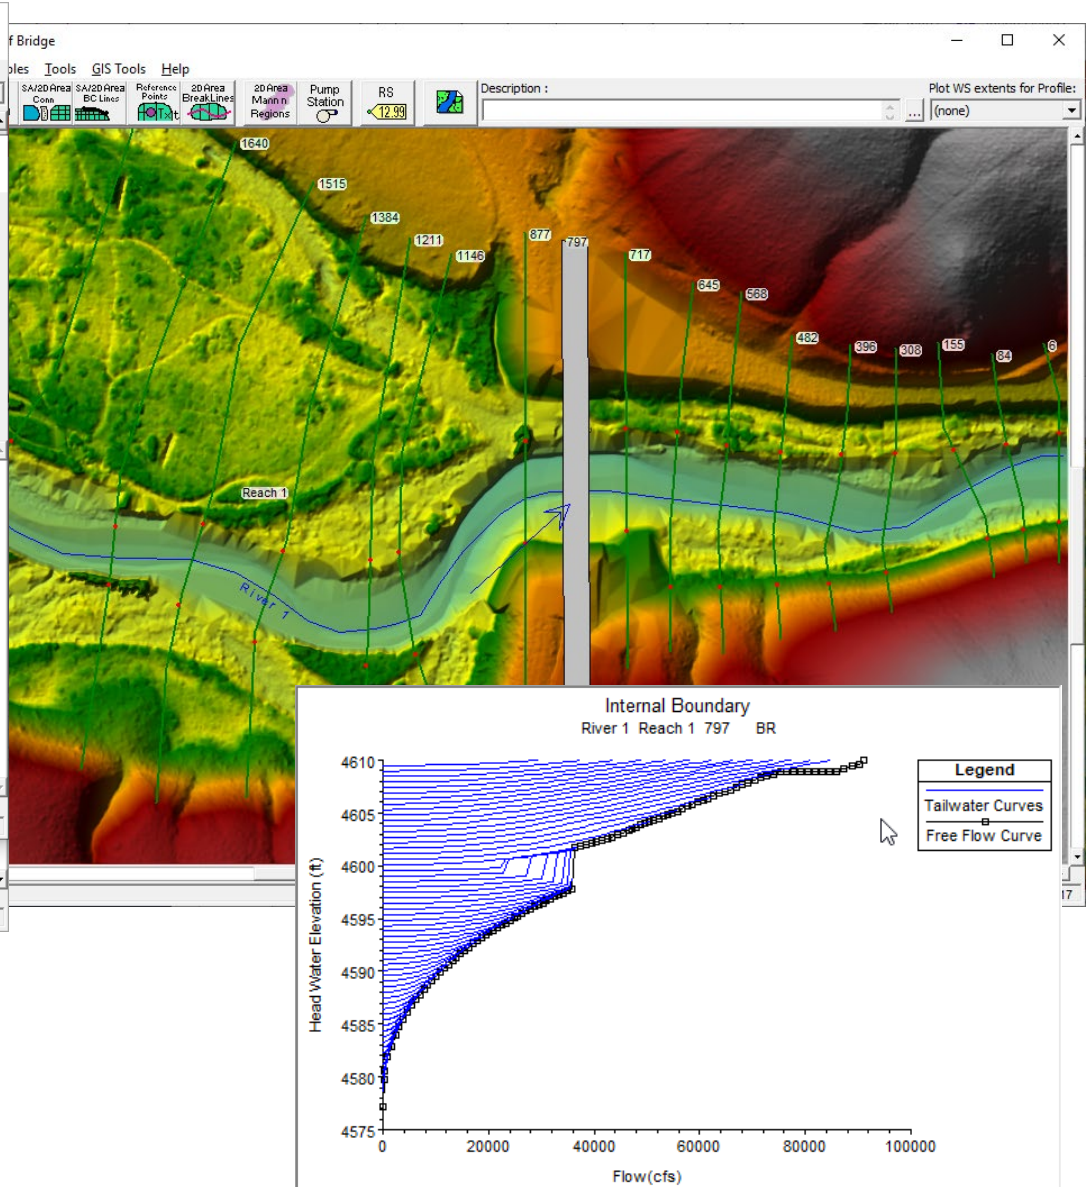 f Bridge
bles Tools GIS Tools Help
SA/2D Area
Conn
SA/2D Area
BC Lines
Reference
Points
2D Area
BreakLines
2D Area
Mann n
Regions
Pump
Station
RS
12.99
Description :
...
Plot WS extents for Profile:
(none)
1640
1515
1384
1211
1146
877
797
717
645
568
482
396
308
155
84
6
Reach 1
River 1
17
Internal Boundary
River 1 Reach 1 797 BR
Head Water Elevation (ft)
4610
4605
4600
4595
4590
4585
4580
4575
0
20000
40000
60000
80000
100000
Flow(cfs)
Legend
Tailwater Curves
Free Flow Curve